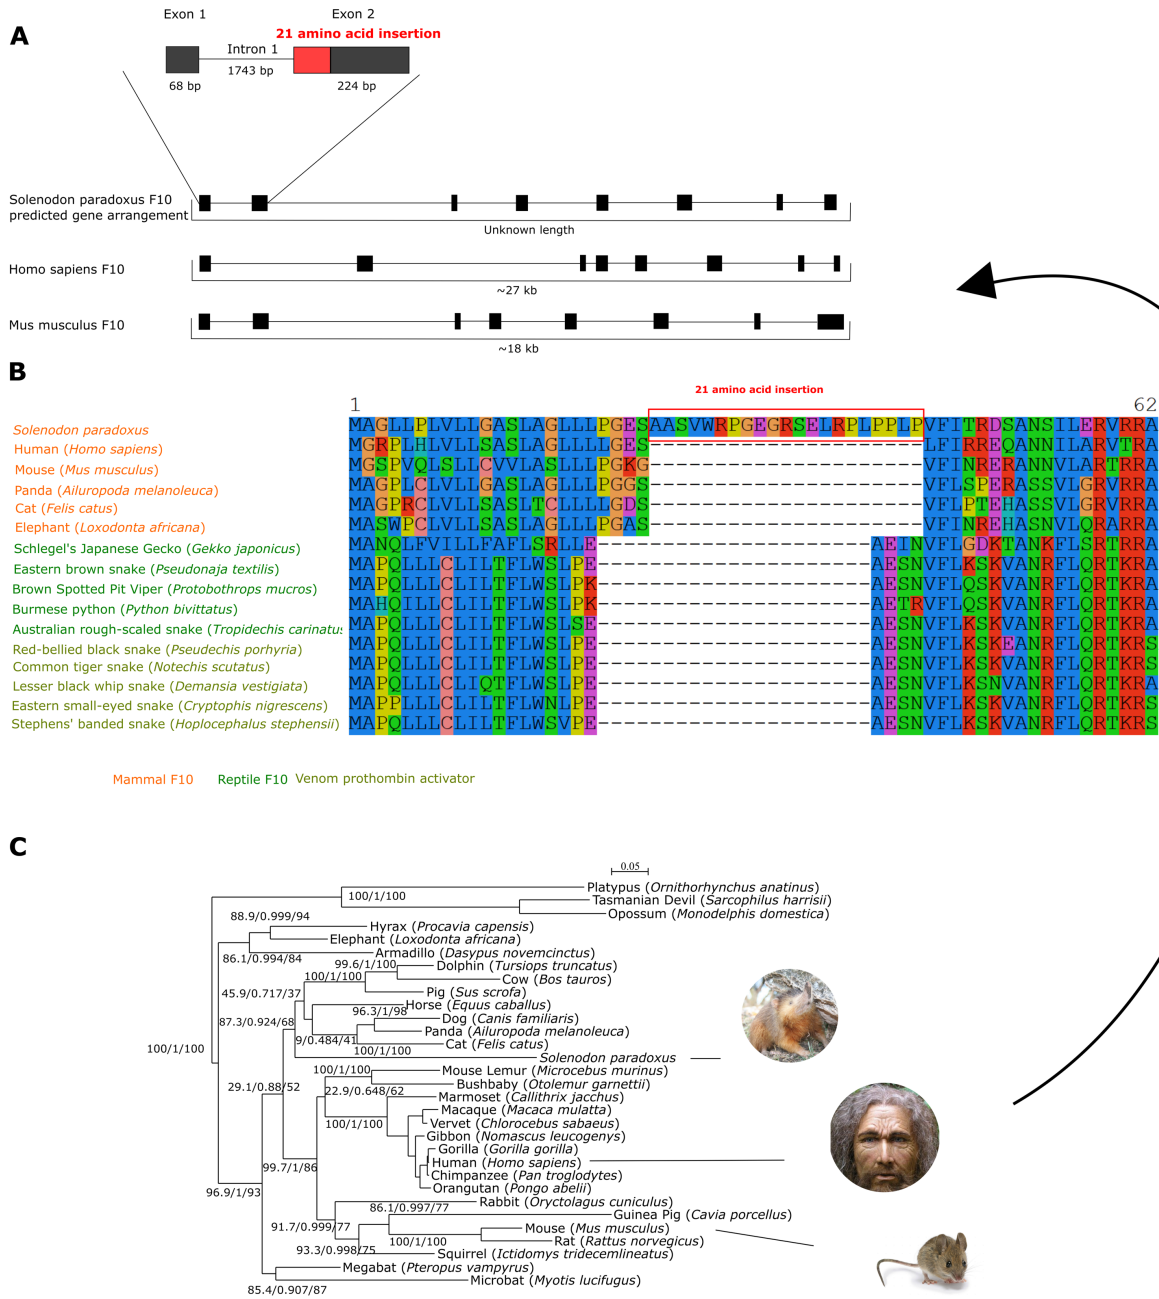 A
Exon 1
Exon 2
21 amino acid insertion
Intron 1
1743 bp
68 bp
224 bp
Solenodon paradoxus F10
predicted gene arrangement
Unknown length
Homo sapiens F10
~27 kb
Mus musculus F10
~18 kb
B
21 amino acid insertion
1 62
Solenodon paradoxus MAGLLPLVLLGASLAGLLLPGESAASVWRPGEGRSELRPLPPLPVFITRDSANSILERVRRA
Human (Homo sapiens) MGRPLHLVLLSASLAGLLLLGES---------------------LFIRREQANNILARVTRA
Mouse (Mus musculus) MGSPVQLSLLCVVLASLLLPGKG---------------------VFINRERANNVLARTRRA
Panda (Ailuropoda melanoleuca) MAGPLCLVLLGASLAGLLLPGGS---------------------VFLSPERASSVLGRVRRA
Cat (Felis catus) MGPRCLVLLSASLTCLLLLGDS---------------------VFLPTEHASSVLQRVRRA
Elephant (Loxodonta africana) MASWPCLVLLSASLAGLLLPGAS---------------------VFINREHASNVLQRARRA
Schlegel's Japanese Gecko (Gekko japonicus) MANQLFVILLFAFLSRLLE---------------------AEINVFLGDKTANKFLSRTRRA
Eastern brown snake (Pseudonaja textilis) MAPQLLLCLILTFLWSLPE---------------------AESNVFLKSKVANRFLQRTKRA
Brown Spotted Pit Viper (Protobothrops mucros) MAPQLLLCLILTFLWSLPK---------------------AESNVFLQSKVANRFLQRTKRA
Burmese python (Python bivittatus) MAHQILLCLILTFLWSLPK---------------------AETRVFLQSKVANRFLQRTKRA
Australian rough-scaled snake (Tropidechis carinatus MAPQLLLCLILTFLWSLSE---------------------AESNVFLKSKVANRFLQRTKRA
Red-bellied black snake (Pseudechis porhyria) MAPQLLLCLILTFLWSLPE---------------------AESNVFLKSKEANRFLQRTKRS
Common tiger snake (Notechis scutatus) MAPQLLLCLILTFLWSLPE---------------------AESNVFLKSKVANRFLQRTKRS
Lesser black whip snake (Demansia vestigiata) MAPQLLLCLIQTFLWSLPE---------------------AESNVFLKSNVANRFLQRTKRA
Eastern small-eyed snake (Cryptophis nigrescens) MAPPLLLCLILTFLWNLPE---------------------AESNVFLKSKVANRFLQRTKRS
Stephens' banded snake (Hoplocephalus stephensii) MAPQLLLCLILTFLWSVPE---------------------AESNVFLKSKVANRFLQRTKRS
Mammal F10 Reptile F10 Venom prothombin activator
C
0.05
Platypus (Ornithorhynchus anatinus)
100/1/100
Tasmanian Devil (Sarcophilus harrisii)
Opossum (Monodelphis domestica)
88.9/0.999/94
Hyrax (Procavia capensis)
Elephant (Loxodonta africana)
86.1/0.994/84
Armadillo (Dasypus novemcinctus)
99.6/1/100
Dolphin (Tursiops truncatus)
100/1/100
Cow (Bos tauros)
45.9/0.717/37
Pig (Sus scrofa)
Horse (Equus caballus)
96.3/1/98
Dog (Canis familiaris)
87.3/0.924/68
Panda (Ailuropoda melanoleuca)
9/0.484/41
Cat (Felis catus)
100/1/100
100/1/100
Solenodon paradoxus
100/1/100
Mouse Lemur (Microcebus murinus)
29.1/0.88/52
22.9/0.648/62
Bushbaby (Otolemur garnettii)
Marmoset (Callithrix jacchus)
Macaque (Macaca mulatta)
100/1/100
Vervet (Chlorocebus sabaeus)
Gibbon (Nomascus leucogenys)
Gorilla (Gorilla gorilla)
99.7/1/86
Human (Homo sapiens)
Chimpanzee (Pan troglodytes)
96.9/1/93
Orangutan (Pongo abelii)
Rabbit (Oryctolagus cuniculus)
86.1/0.997/77
Guinea Pig (Cavia porcellus)
91.7/0.999/77
Mouse (Mus musculus)
100/1/100
Rat (Rattus norvegicus)
93.3/0.998/75
Squirrel (Ictidomys tridecemlineatus)
Megabat (Pteropus vampyrus)
Microbat (Myotis lucifugus)
85.4/0.907/87